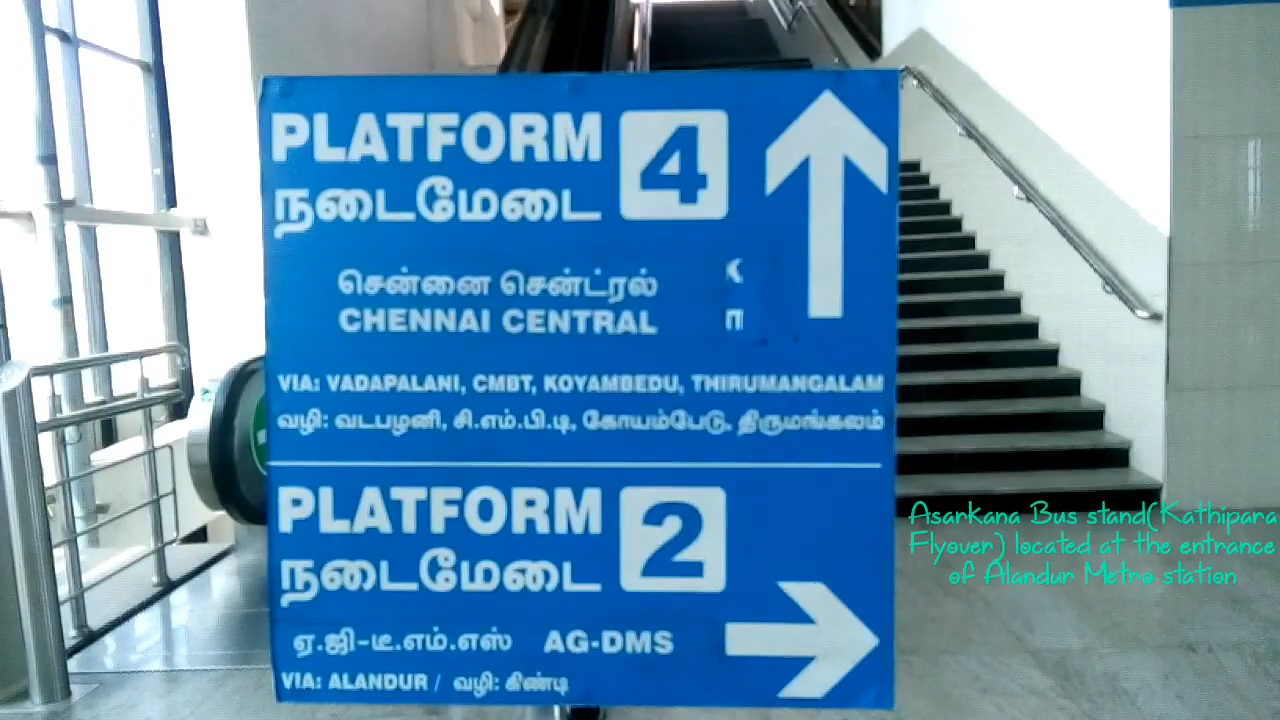 PLATFORM 4
நடைமேடை
சென்னை சென்ட்ரல்
CHENNAI CENTRAL
VIA: VADAPALANI, CMBT, KOYAMBEDU, THIRUMANGALAM
வழி: வடபழனி, சி.எம்.பி.டி, கோயம்பேடு, திருமங்கலம்
PLATFORM 2
நடைமேடை
ஏ.ஜி-டீ.எம்.எஸ் AG-DMS
VIA: ALANDUR / வழி: கிண்டி
Asarkana Bus stand(Kathipara
Flyover) located at the entrance
of Alandur Metro station